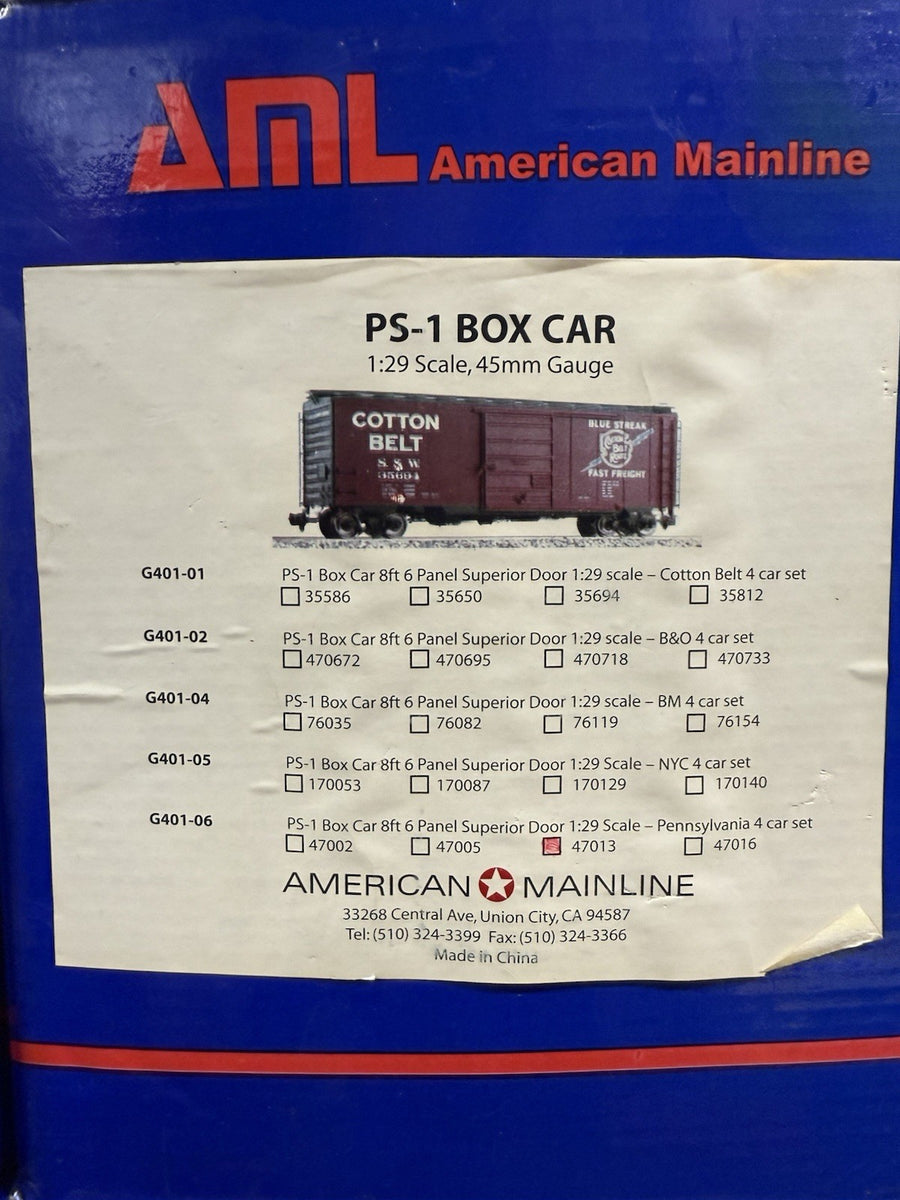 AML American Mainline
PS-1 BOX CAR
1:29 Scale, 45mm Gauge
COTTON
BELT
S. S W.
35694
BLUE STREAK
COTTON
BELT
ROUTE
FAST FREIGHT
G401-01 PS-1 Box Car 8ft 6 Panel Superior Door 1:29 scale – Cotton Belt 4 car set
35586 35650 35694 35812
G401-02 PS-1 Box Car 8ft 6 Panel Superior Door 1:29 scale – B&O 4 car set
470672 470695 470718 470733
G401-04 PS-1 Box Car 8ft 6 Panel Superior Door 1:29 scale – BM 4 car set
76035 76082 76119 76154
G401-05 PS-1 Box Car 8ft 6 Panel Superior Door 1:29 Scale – NYC 4 car set
170053 170087 170129 170140
G401-06 PS-1 Box Car 8ft 6 Panel Superior Door 1:29 Scale – Pennsylvania 4 car set
47002 47005 47013 47016
AMERICAN MAINLINE
33268 Central Ave, Union City, CA 94587
Tel: (510) 324-3399 Fax: (510) 324-3366
Made in China